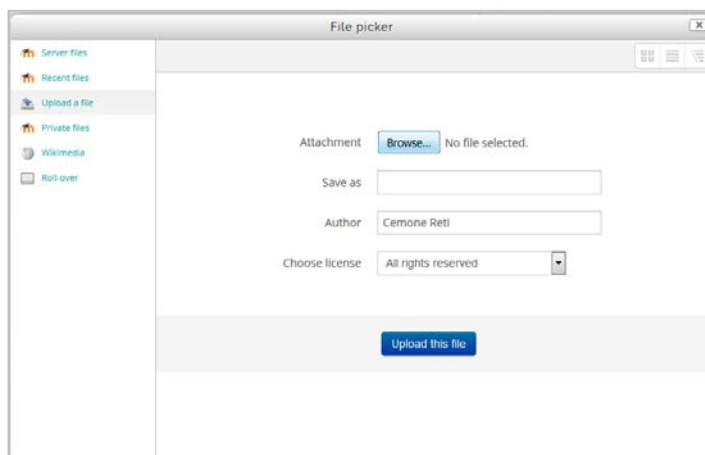 File picker
Server files
Recent files
Upload a file
Private files
Wikimedia
Roll-over
Attachment Browse... No file selected.
Save as
Author Cemone Reti
Choose license All rights reserved
Upload this file